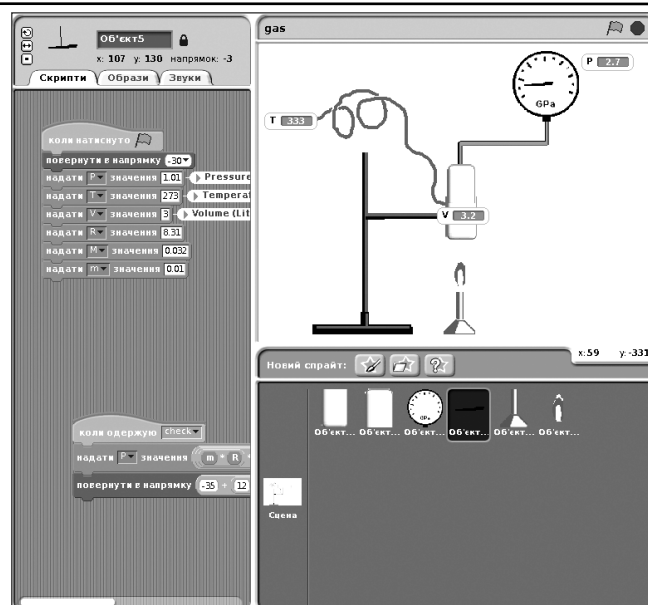 Об'єкт5
x: 107 y: 130 напрямок: -3
Скрипти Образи Звуки
коли натиснуто
повернути в напрямку -30
надати P значення 1.01 Pressure
надати T значення 273 Temperat
надати V значення 3 Volume (Lit
надати R значення 8.31
надати M значення 0.032
надати m значення 0.01
коли одержую check
надати P значення m * R *
повернути в напрямку -35 + 12
gas
P 2.7
GPa
T 333
V 3.2
x: 59 y: -331
Новий спрайт:
GPa
Об'єкт... Об'єкт... Об'єкт... Об'єкт... Об'єкт... Об'єкт...
Сцена